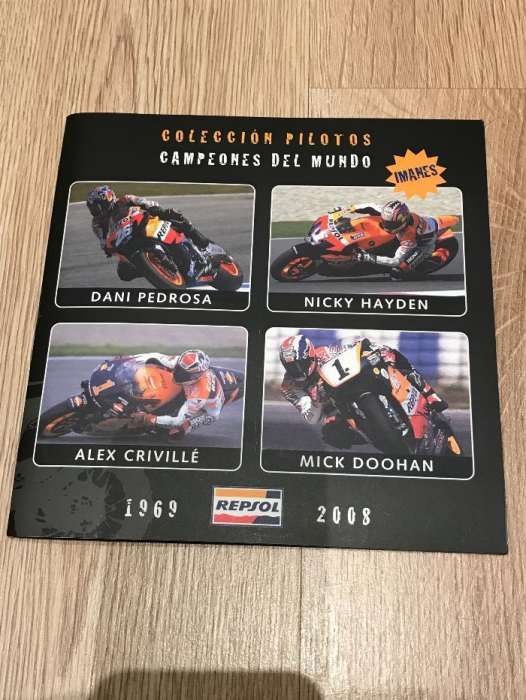 COLECCIÓN PILOTOS
CAMPEONES DEL MUNDO
IMANES
DANI PEDROSA
NICKY HAYDEN
ALEX CRIVILLÉ
MICK DOOHAN
1969
REPSOL
2008